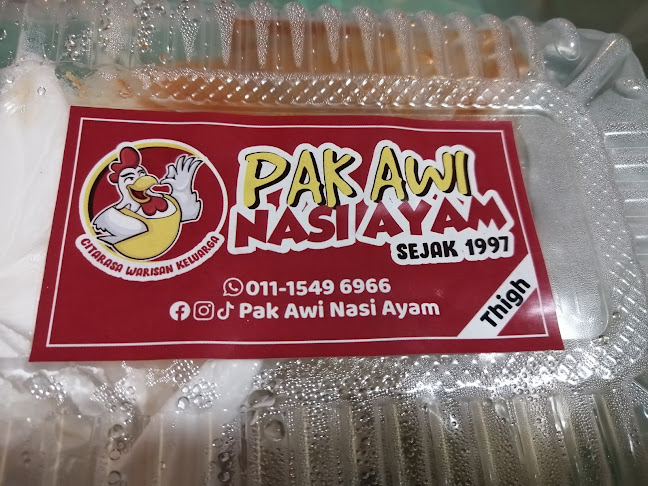 PAK AWI
NASI AYAM
SEJAK 1997
CITARASA WARISAN KELUARGA
011-1549 6966
Pak Awi Nasi Ayam
Thigh